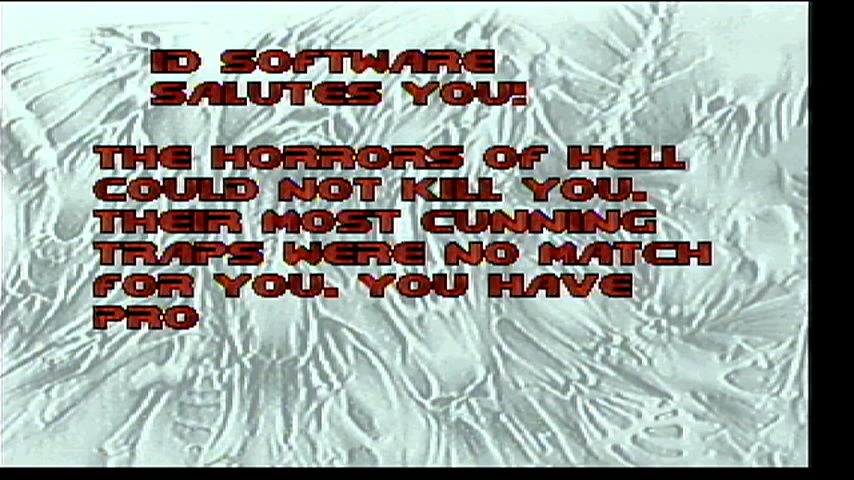 ID SOFTWARE
SALUTES YOU!
THE HORRORS OF HELL
COULD NOT KILL YOU.
THEIR MOST CUNNING
TRAPS WERE NO MATCH
FOR YOU. YOU HAVE
PRO